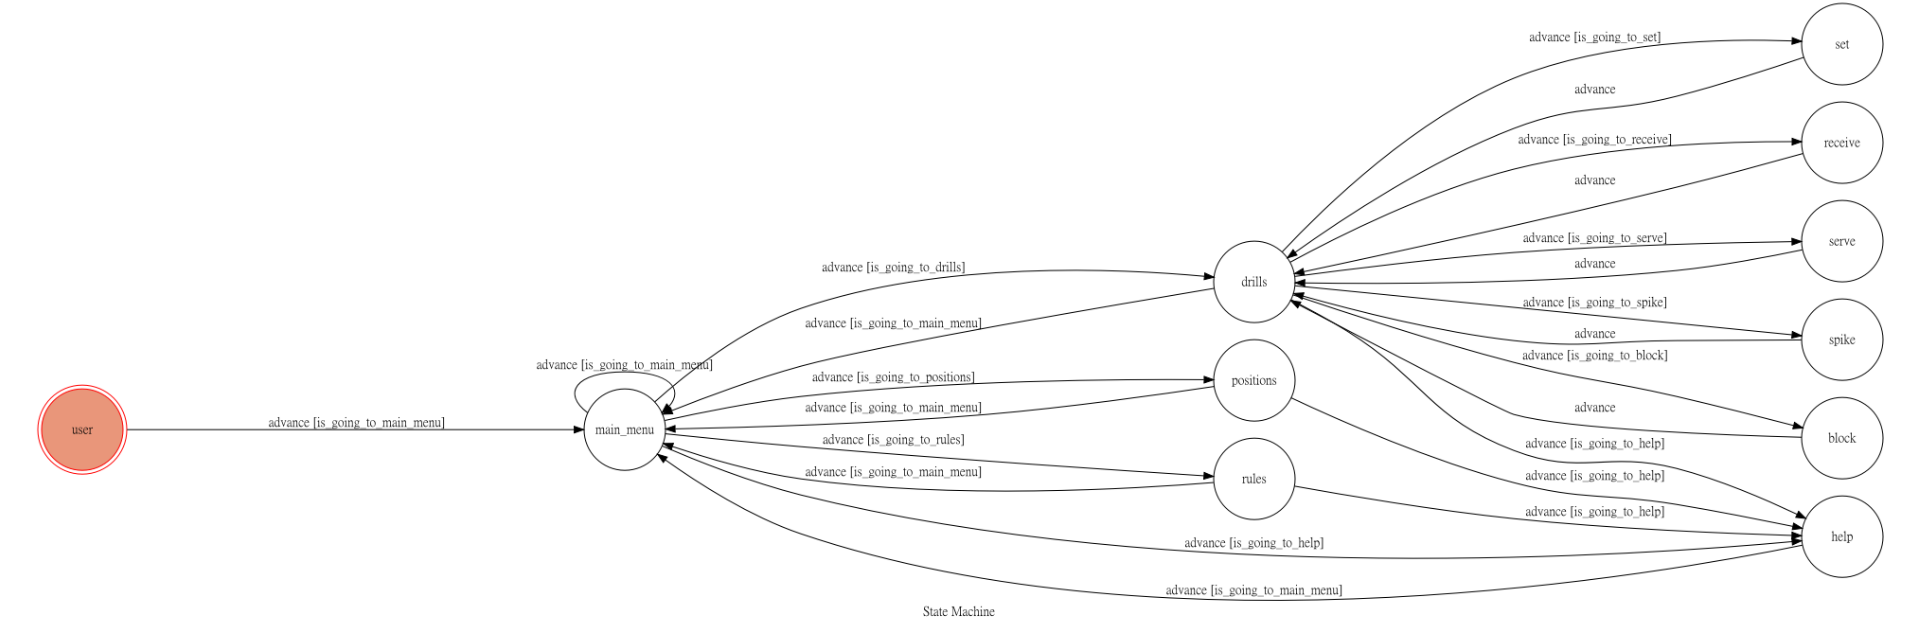 advance [is_going_to_set]
set
advance
advance [is_going_to_receive]
receive
advance
advance [is_going_to_serve]
serve
advance
advance [is_going_to_drills]
drills
advance [is_going_to_spike]
advance [is_going_to_main_menu]
advance
spike
advance [is_going_to_block]
advance [is_going_to_main_menu]
advance [is_going_to_positions]
positions
advance [is_going_to_main_menu]
advance
user
advance [is_going_to_main_menu]
main_menu
advance [is_going_to_rules]
block
advance [is_going_to_help]
advance [is_going_to_main_menu]
rules
advance [is_going_to_help]
advance [is_going_to_help]
advance [is_going_to_help]
help
advance [is_going_to_main_menu]
State Machine